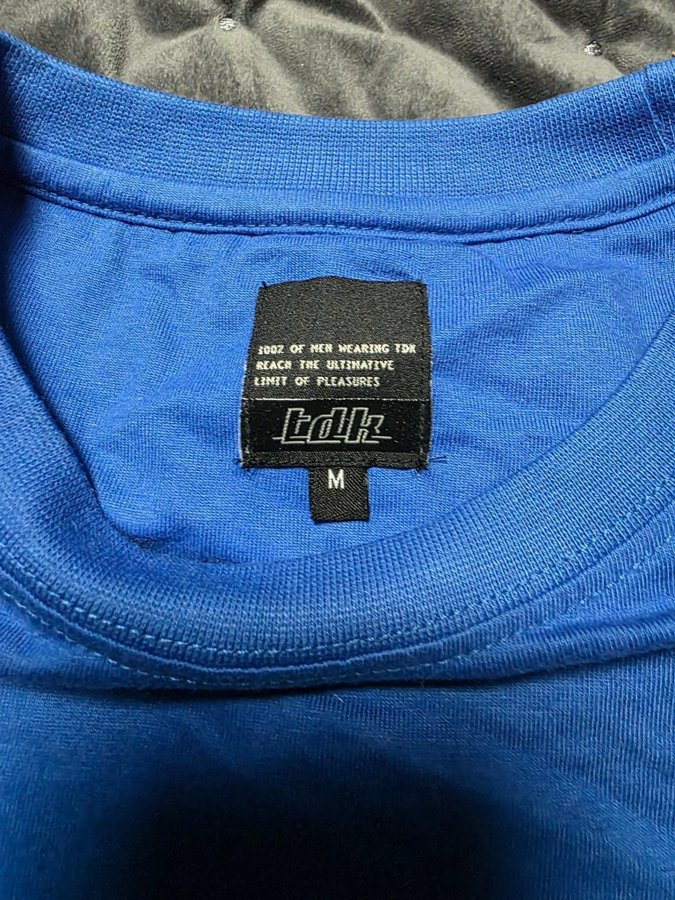 100% OF MEN WEARING TDK
REACH THE ULTIMATIVE
LIMIT OF PLEASURES
tdk
M